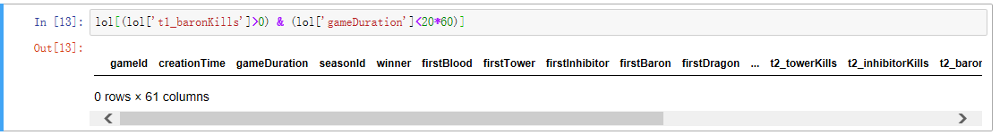 In [13]: lol[(lol['t1_baronKills']>0) & (lol['gameDuration']<20*60)]
Out[13]:
gameId creationTime gameDuration seasonId winner firstBlood firstTower firstInhibitor firstBaron firstDragon ... t2_towerKills t2_inhibitorKills t2_baron
0 rows × 61 columns